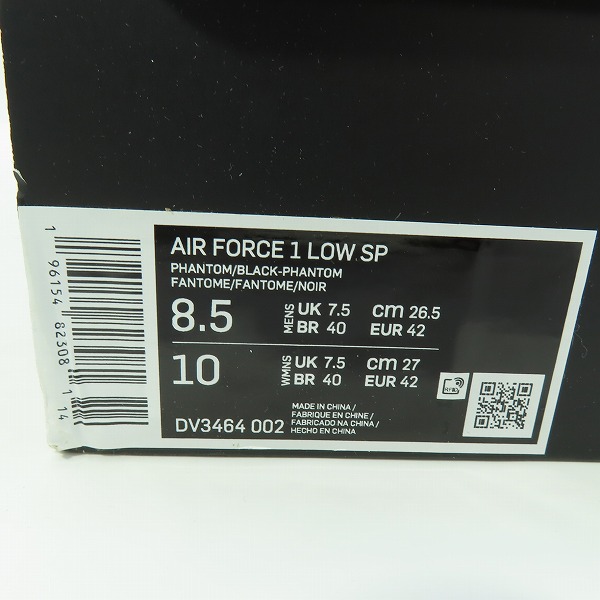 AIR FORCE 1 LOW SP
PHANTOM/BLACK-PHANTOM
FANTOME/FANTOME/NOIR
8.5 MENS UK 7.5 cm 26.5
BR 40 EUR 42
10 WMNS UK 7.5 cm 27
BR 40 EUR 42
RFID
DV3464 002
MADE IN CHINA /
FABRIQUE EN CHINE /
FABRICADO NA CHINA /
HECHO EN CHINA
1 96154 82308 1 14